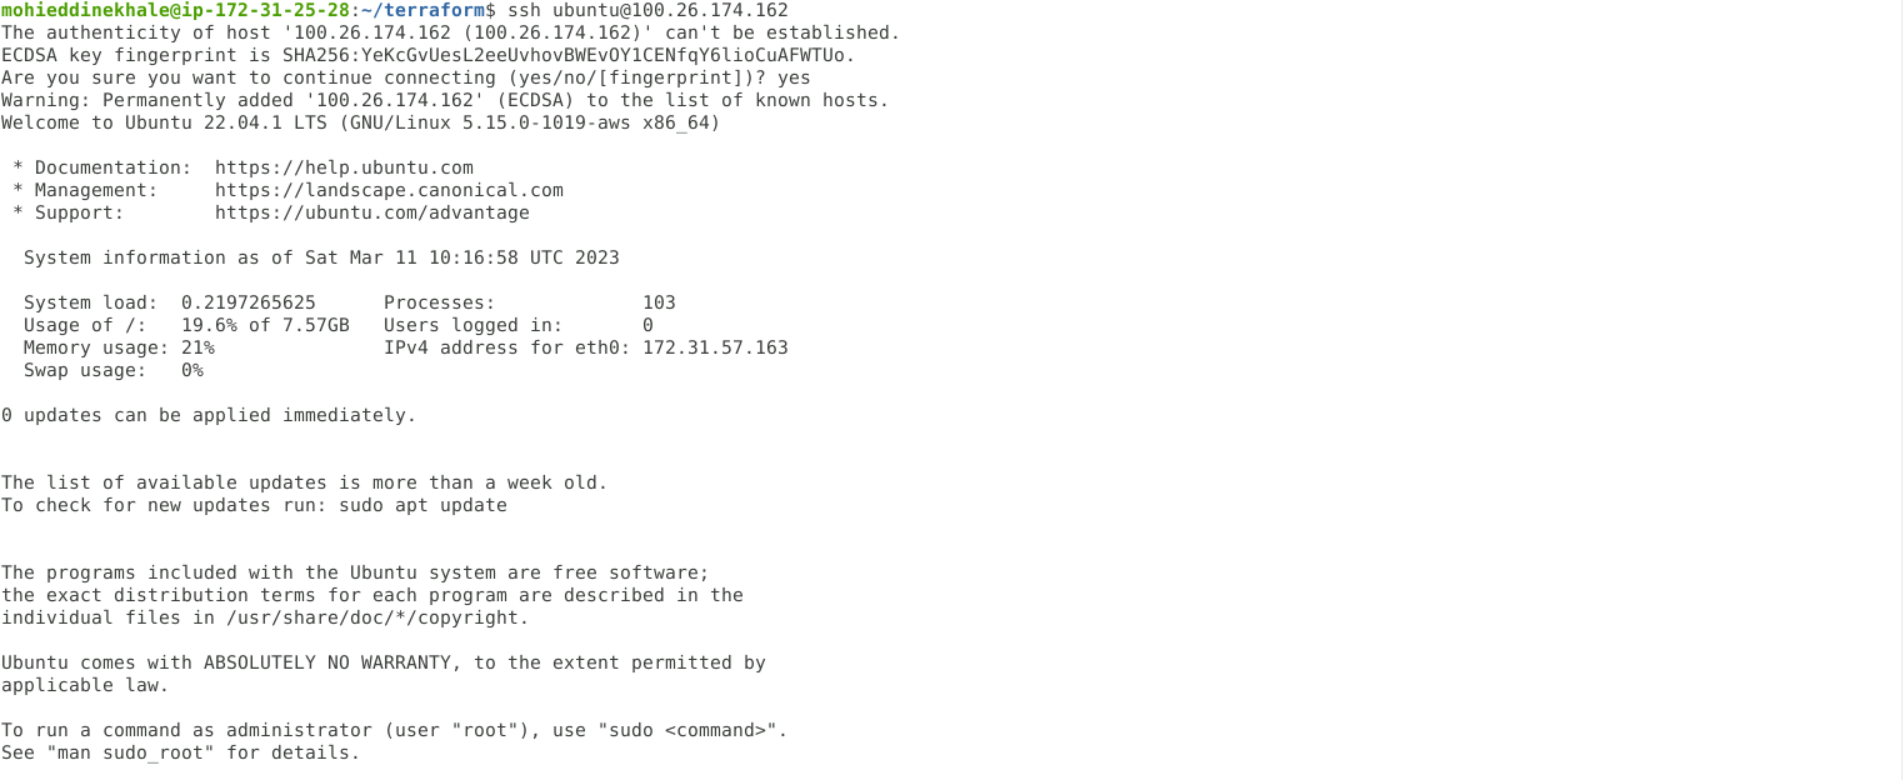 mohieddinekhale@ip-172-31-25-28:~/terraform$ ssh ubuntu@100.26.174.162
The authenticity of host '100.26.174.162 (100.26.174.162)' can't be established.
ECDSA key fingerprint is SHA256:YeKcGvUesL2eeUvhovBWEvOY1CENfqY6lioCuAFWTUo.
Are you sure you want to continue connecting (yes/no/[fingerprint])? yes
Warning: Permanently added '100.26.174.162' (ECDSA) to the list of known hosts.
Welcome to Ubuntu 22.04.1 LTS (GNU/Linux 5.15.0-1019-aws x86_64)

 * Documentation:  https://help.ubuntu.com
 * Management:     https://landscape.canonical.com
 * Support:        https://ubuntu.com/advantage

  System information as of Sat Mar 11 10:16:58 UTC 2023

  System load:  0.2197265625      Processes:             103
  Usage of /:   19.6% of 7.57GB   Users logged in:       0
  Memory usage: 21%               IPv4 address for eth0: 172.31.57.163
  Swap usage:   0%

0 updates can be applied immediately.


The list of available updates is more than a week old.
To check for new updates run: sudo apt update


The programs included with the Ubuntu system are free software;
the exact distribution terms for each program are described in the
individual files in /usr/share/doc/*/copyright.

Ubuntu comes with ABSOLUTELY NO WARRANTY, to the extent permitted by
applicable law.

To run a command as administrator (user "root"), use "sudo <command>".
See "man sudo_root" for details.